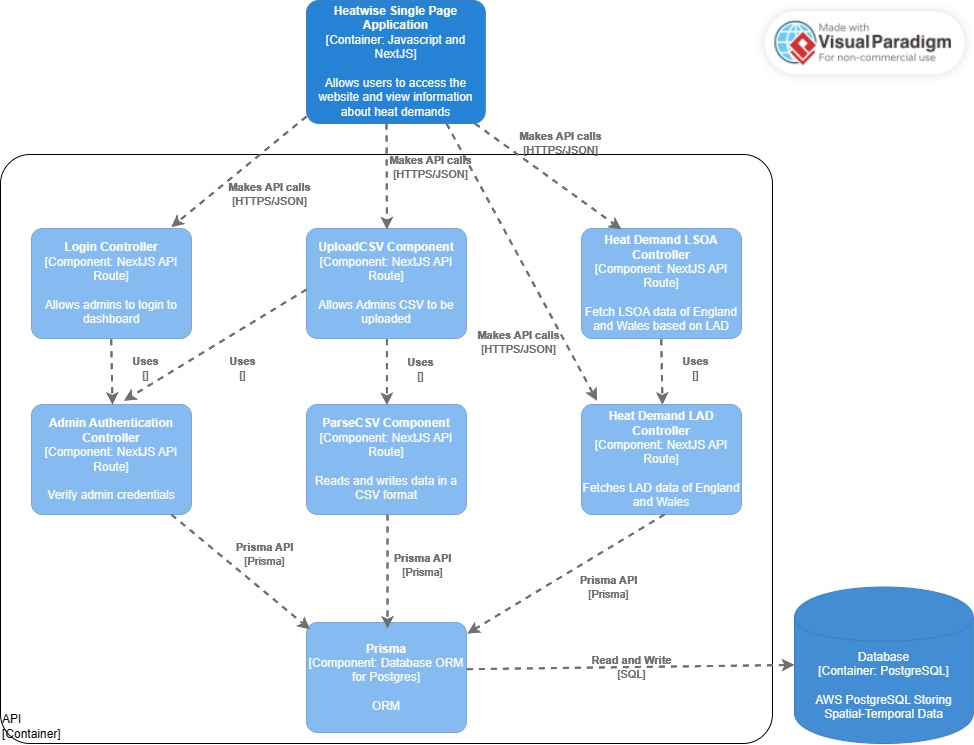 Heatwise Single Page
Application
[Container: Javascript and
NextJS]
Allows users to access the
website and view information
about heat demands
Made with
VisualParadigm
For non-commercial use
Makes API calls
[HTTPS/JSON]
Makes API calls
[HTTPS/JSON]
Makes API calls
[HTTPS/JSON]
Login Controller
[Component: NextJS API
Route]
Allows admins to login to
dashboard
UploadCSV Component
[Component: NextJS API
Route]
Allows Admins CSV to be
uploaded
Heat Demand LSOA
Controller
[Component: NextJS API
Route]
Fetch LSOA data of England
and Wales based on LAD
Makes API calls
[HTTPS/JSON]
Uses
[]
Uses
[]
Uses
[]
Uses
[]
Admin Authentication
Controller
[Component: NextJS API
Route]
Verify admin credentials
ParseCSV Component
[Component: NextJS API
Route]
Reads and writes data in a
CSV format
Heat Demand LAD
Controller
[Component: NextJS API
Route]
Fetches LAD data of England
and Wales
Prisma API
[Prisma]
Prisma API
[Prisma]
Prisma API
[Prisma]
Prisma
[Component: Database ORM
for Postgres]
ORM
Read and Write
[SQL]
Database
[Container: PostgreSQL]
AWS PostgreSQL Storing
Spatial-Temporal Data
API
[Container]